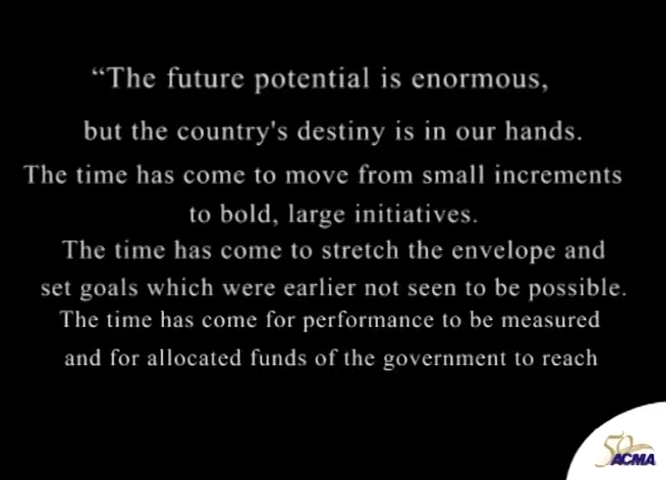 “The future potential is enormous,
but the country's destiny is in our hands.
The time has come to move from small increments
to bold, large initiatives.
The time has come to stretch the envelope and
set goals which were earlier not seen to be possible.
The time has come for performance to be measured
and for allocated funds of the government to reach
50
ACMA